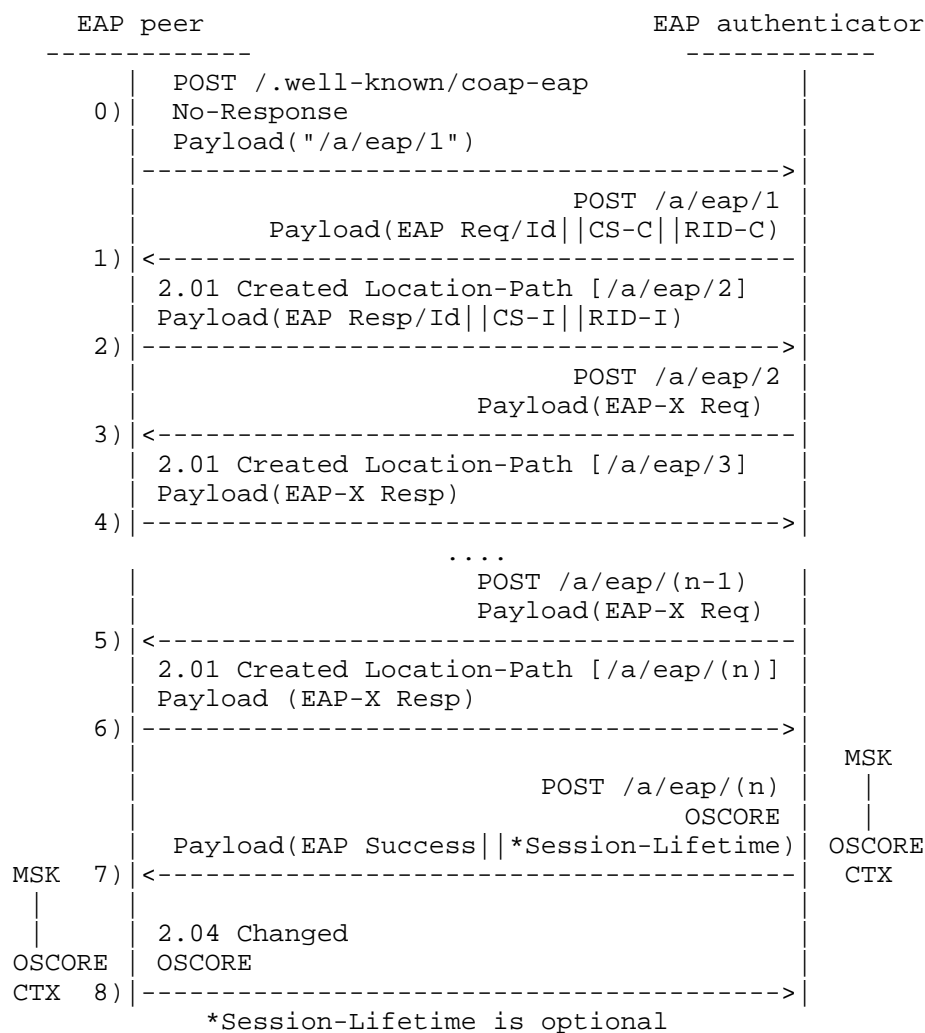 EAP peer                                EAP authenticator
-------------                           ------------
POST /.well-known/coap-eap
0) No-Response
Payload("/a/eap/1")
---------------------------------------->
POST /a/eap/1
Payload(EAP Req/Id||CS-C||RID-C)
1) <----------------------------------------
2.01 Created Location-Path [/a/eap/2]
Payload(EAP Resp/Id||CS-I||RID-I)
2) ---------------------------------------->
POST /a/eap/2
Payload(EAP-X Req)
3) <----------------------------------------
2.01 Created Location-Path [/a/eap/3]
Payload(EAP-X Resp)
4) ---------------------------------------->
....
POST /a/eap/(n-1)
Payload(EAP-X Req)
5) <----------------------------------------
2.01 Created Location-Path [/a/eap/(n)]
Payload (EAP-X Resp)
6) ---------------------------------------->
MSK
POST /a/eap/(n)
OSCORE
Payload(EAP Success||*Session-Lifetime) OSCORE
MSK 7) <---------------------------------------- CTX
2.04 Changed
OSCORE OSCORE
CTX 8) ---------------------------------------->
*Session-Lifetime is optional